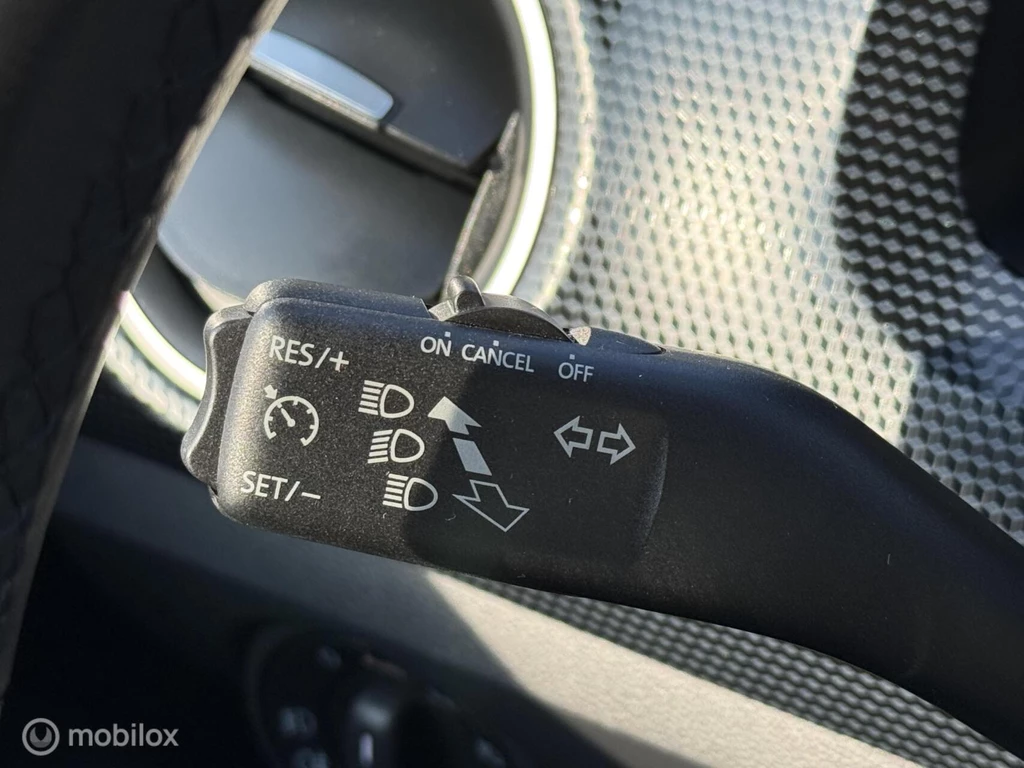 RES/+
ON CANCEL OFF
SET/−
mobilox